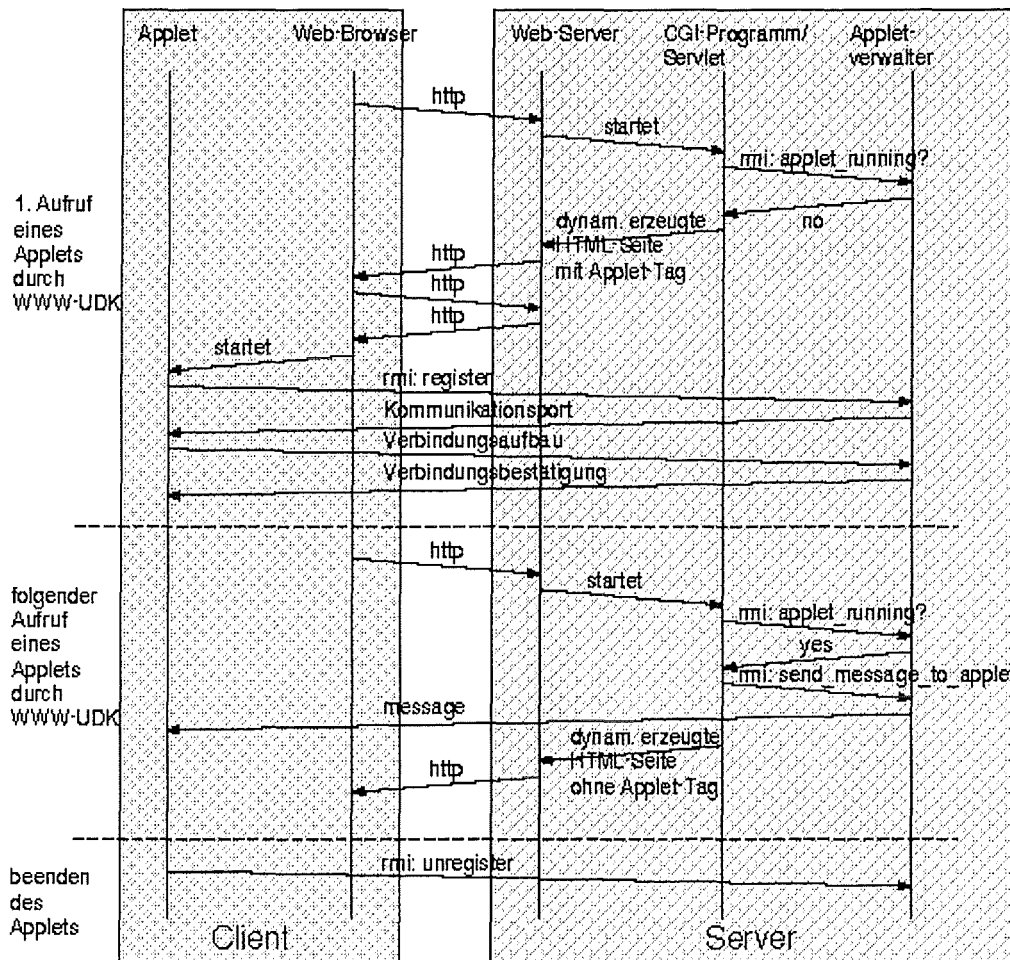 Applet
Web-Browser
Web-Server
CGI-Programm/
Servlet
Applet-
verwalter
1. Aufruf
eines
Applets
durch
WWW-UDK
http
startet
rmi: applet_running?
no
dynam. erzeugte
HTML-Seite
mit Applet-Tag
http
http
http
startet
rmi: register
Kommunikationsport
Verbindungsaufbau
Verbindungsbestätigung
folgender
Aufruf
eines
Applets
durch
WWW-UDK
http
startet
rmi: applet_running?
yes
rmi: send_message_to_applet
message
dynam. erzeugte
HTML-Seite
ohne Applet-Tag
http
beenden
des
Applets
rmi: unregister
Client
Server